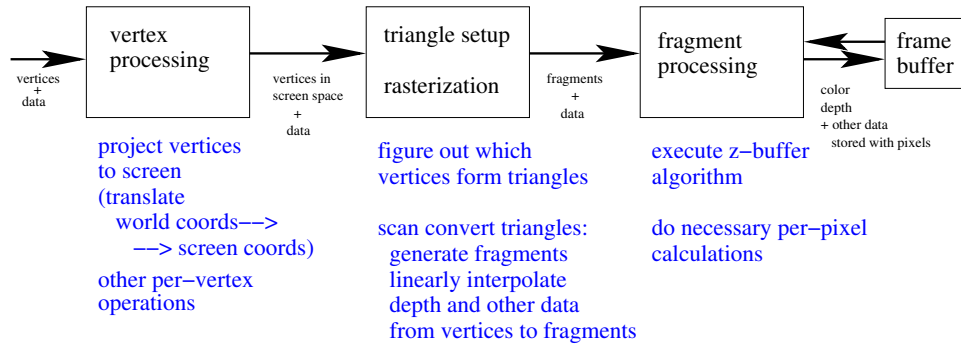 vertex
processing
triangle setup
rasterization
fragment
processing
frame
buffer
vertices
+
data
vertices in
screen space
+
data
fragments
+
data
color
depth
+ other data
stored with pixels
project vertices
to screen
(translate
world coords−−>
−−> screen coords)
other per−vertex
operations
figure out which
vertices form triangles
scan convert triangles:
generate fragments
linearly interpolate
depth and other data
from vertices to fragments
execute z−buffer
algorithm
do necessary per−pixel
calculations